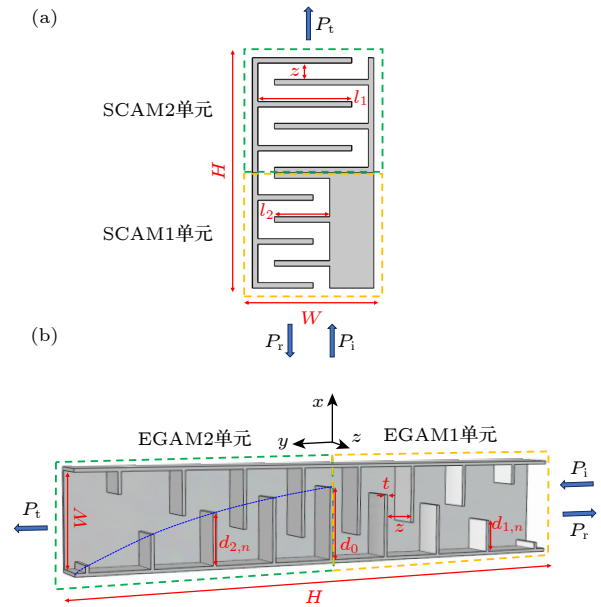 (a)
P_t
z
l_1
SCAM2单元
H
SCAM1单元
l_2
W
(b)
P_r
P_i
x
y
z
EGAM2单元
EGAM1单元
P_i
P_t
W
t
d_{1,n}
d_{2,n}
d_0
z
P_r
H